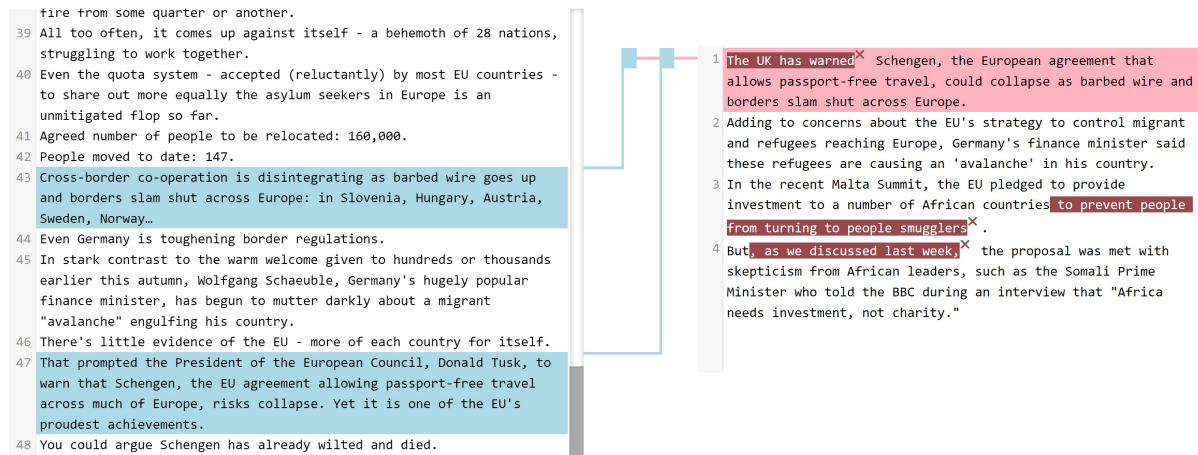 fire from some quarter or another.
39 All too often, it comes up against itself - a behemoth of 28 nations,
struggling to work together.
40 Even the quota system - accepted (reluctantly) by most EU countries -
to share out more equally the asylum seekers in Europe is an
unmitigated flop so far.
41 Agreed number of people to be relocated: 160,000.
42 People moved to date: 147.
43 Cross-border co-operation is disintegrating as barbed wire goes up
and borders slam shut across Europe: in Slovenia, Hungary, Austria,
Sweden, Norway…
44 Even Germany is toughening border regulations.
45 In stark contrast to the warm welcome given to hundreds or thousands
earlier this autumn, Wolfgang Schaeuble, Germany's hugely popular
finance minister, has begun to mutter darkly about a migrant
"avalanche" engulfing his country.
46 There's little evidence of the EU - more of each country for itself.
47 That prompted the President of the European Council, Donald Tusk, to
warn that Schengen, the EU agreement allowing passport-free travel
across much of Europe, risks collapse. Yet it is one of the EU's
proudest achievements.
48 You could argue Schengen has already wilted and died.
1 The UK has warned✕ Schengen, the European agreement that
allows passport-free travel, could collapse as barbed wire and
borders slam shut across Europe.
2 Adding to concerns about the EU's strategy to control migrant
and refugees reaching Europe, Germany's finance minister said
these refugees are causing an 'avalanche' in his country.
3 In the recent Malta Summit, the EU pledged to provide
investment to a number of African countries to prevent people
from turning to people smugglers✕ .
4 But, as we discussed last week,✕ the proposal was met with
skepticism from African leaders, such as the Somali Prime
Minister who told the BBC during an interview that "Africa
needs investment, not charity."